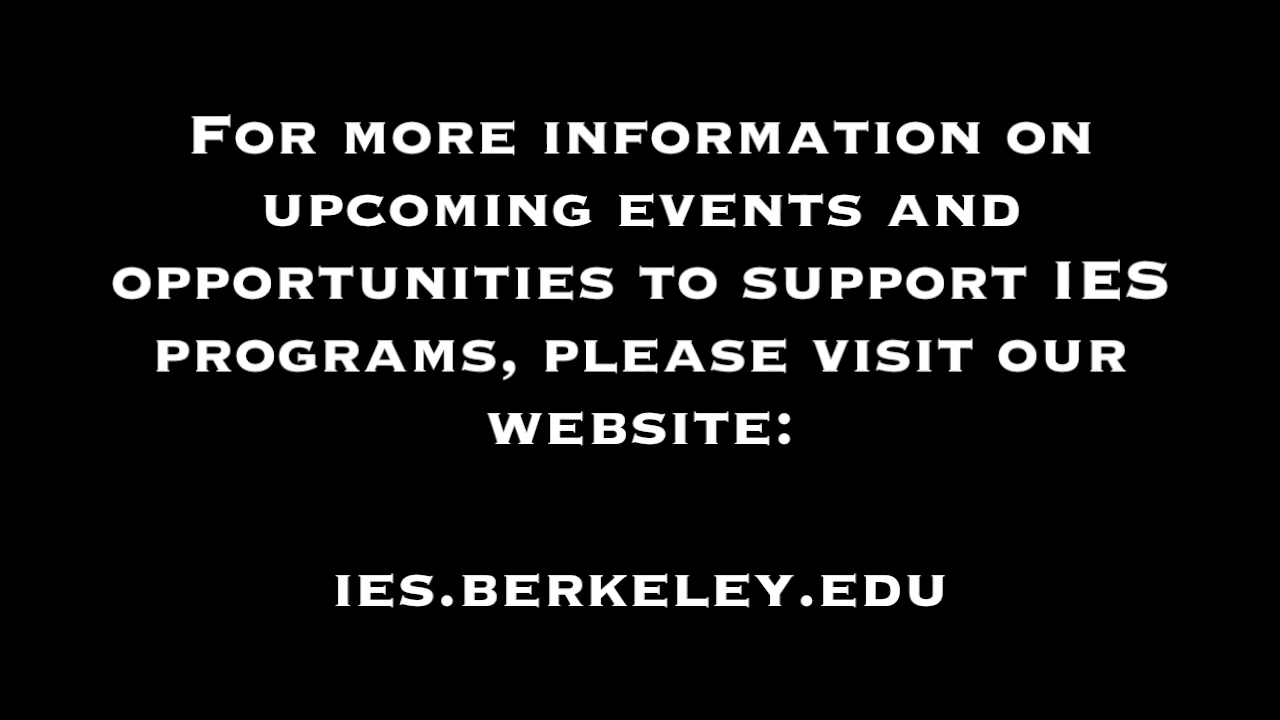 For more information on
upcoming events and
opportunities to support IES
programs, please visit our
website:
ies.berkeley.edu